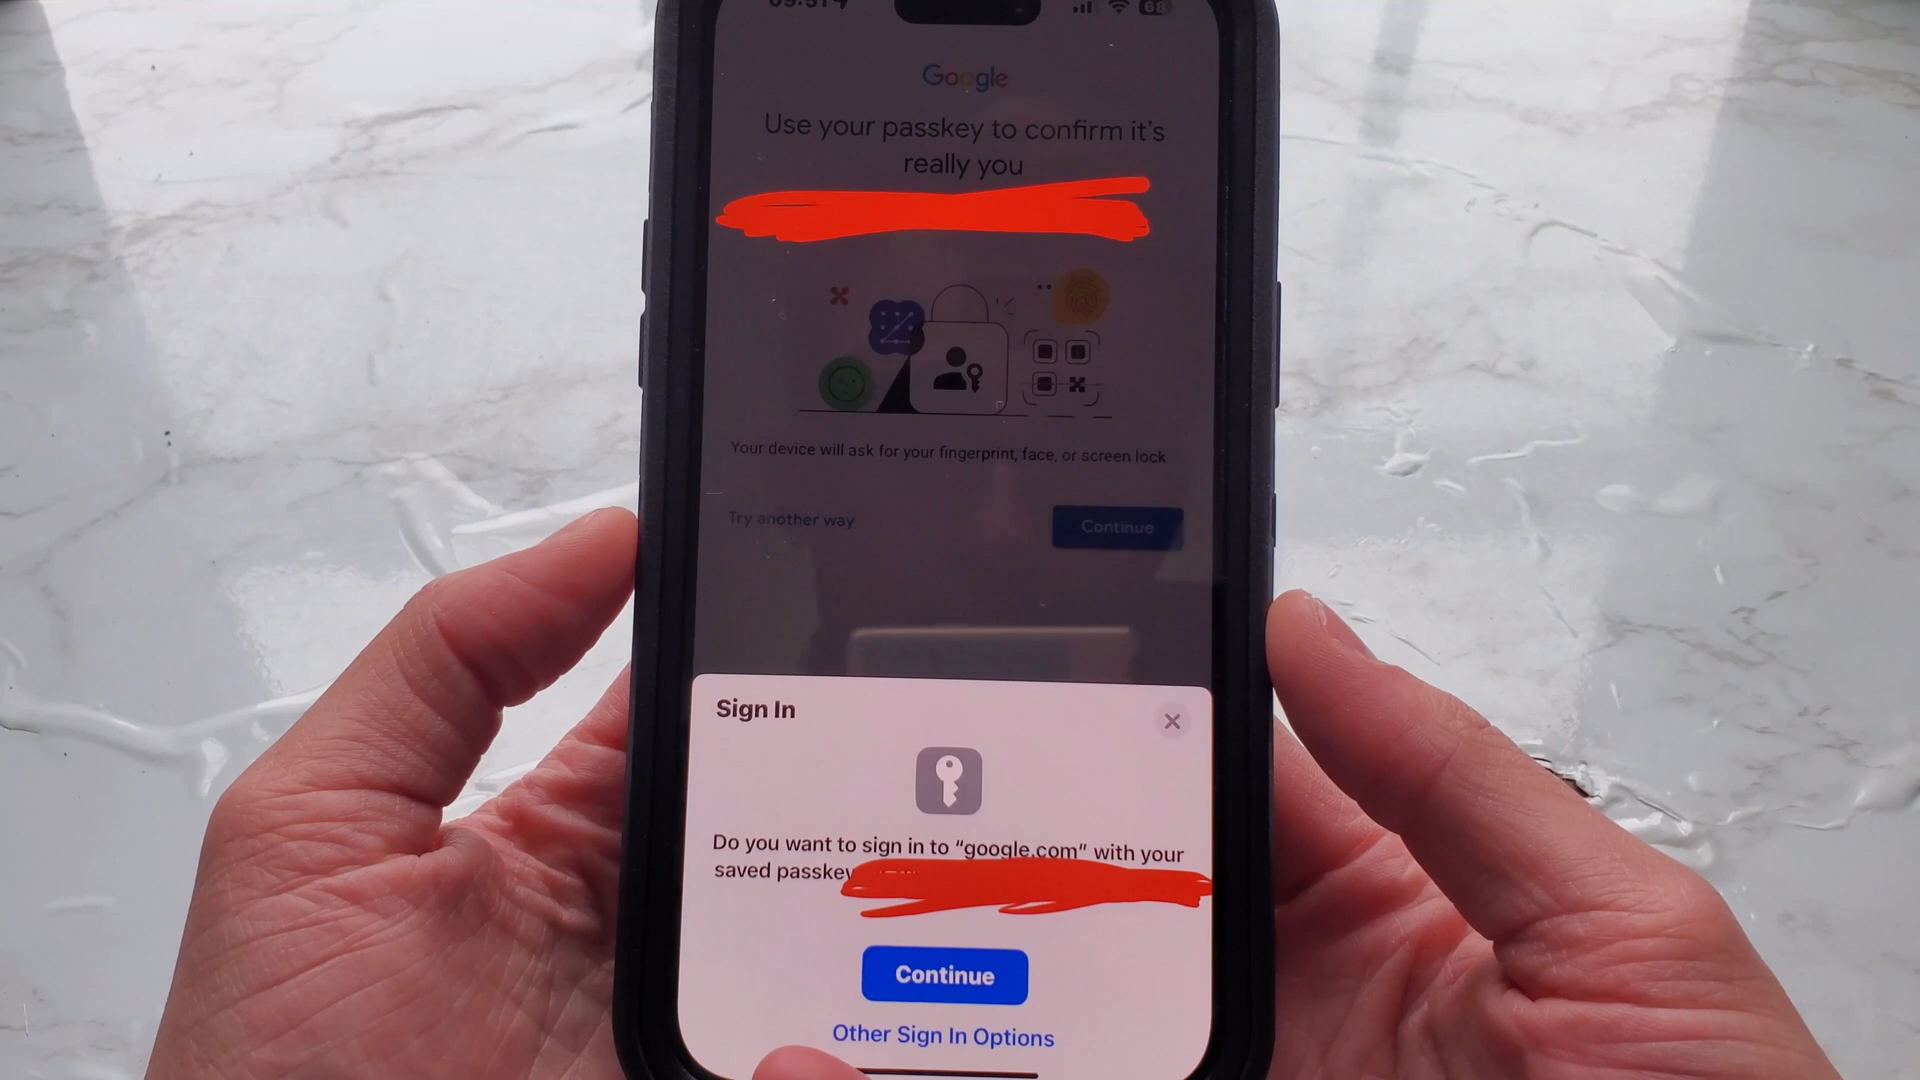 68
Google
Use your passkey to confirm it's
really you
Your device will ask for your fingerprint, face, or screen lock
Try another way
Continue
Sign In
Do you want to sign in to “google.com” with your
saved passkey
Continue
Other Sign In Options